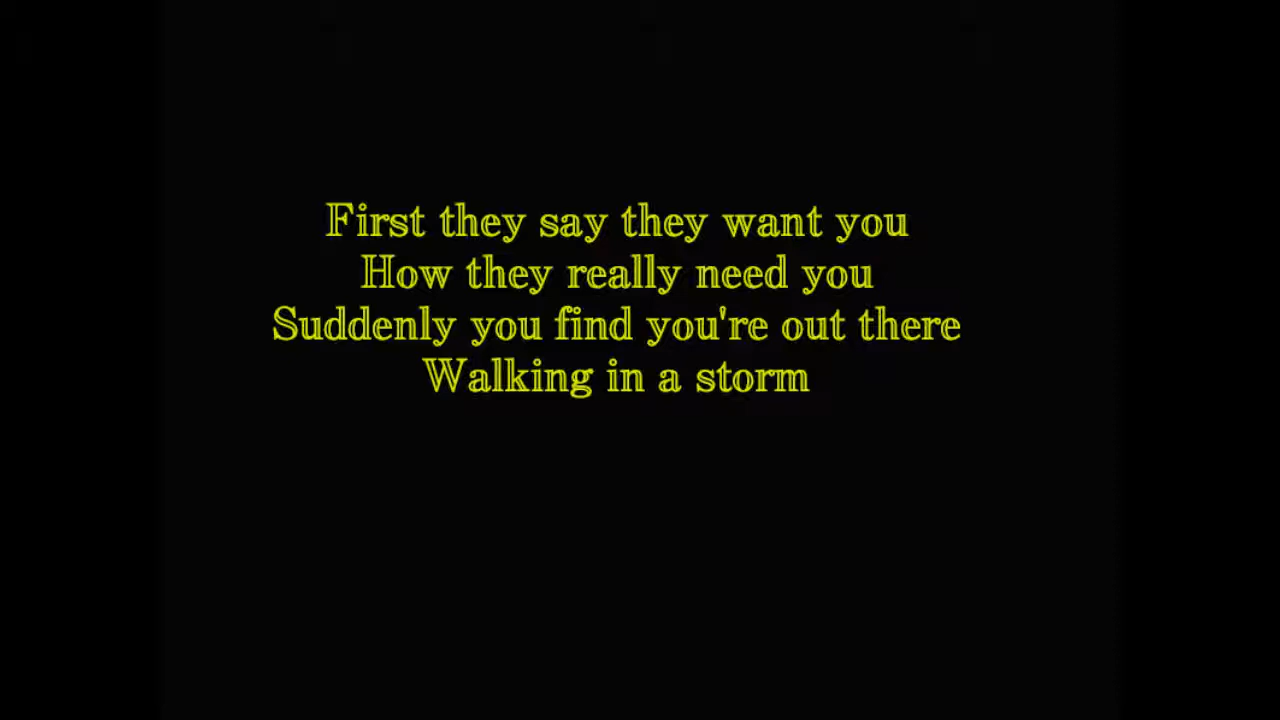 First they say they want you
How they really need you
Suddenly you find you're out there
Walking in a storm